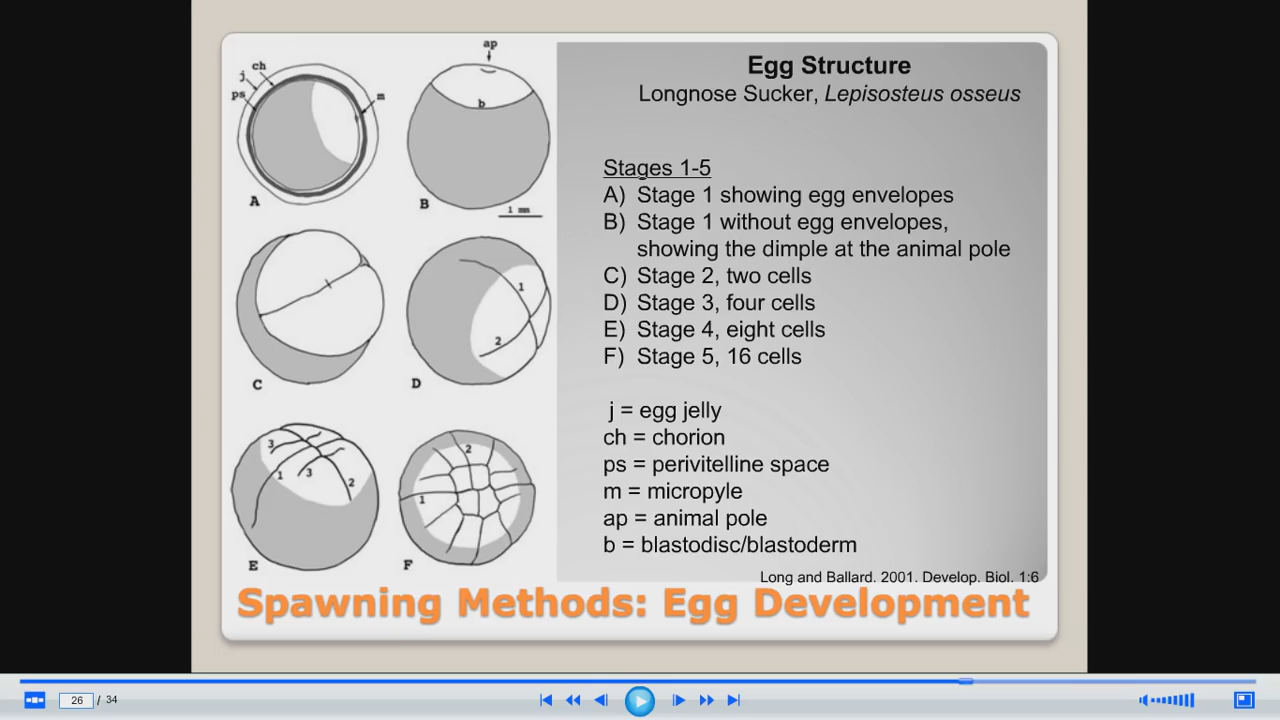 ap
ch
j
ps
m
b
A
B
1 mm
1
2
C
D
3
1
3
2
2
1
E
F
Egg Structure
Longnose Sucker, Lepisosteus osseus
Stages 1-5
A) Stage 1 showing egg envelopes
B) Stage 1 without egg envelopes,
showing the dimple at the animal pole
C) Stage 2, two cells
D) Stage 3, four cells
E) Stage 4, eight cells
F) Stage 5, 16 cells
j = egg jelly
ch = chorion
ps = perivitelline space
m = micropyle
ap = animal pole
b = blastodisc/blastoderm
Long and Ballard. 2001. Develop. Biol. 1:6
Spawning Methods: Egg Development
26 / 34